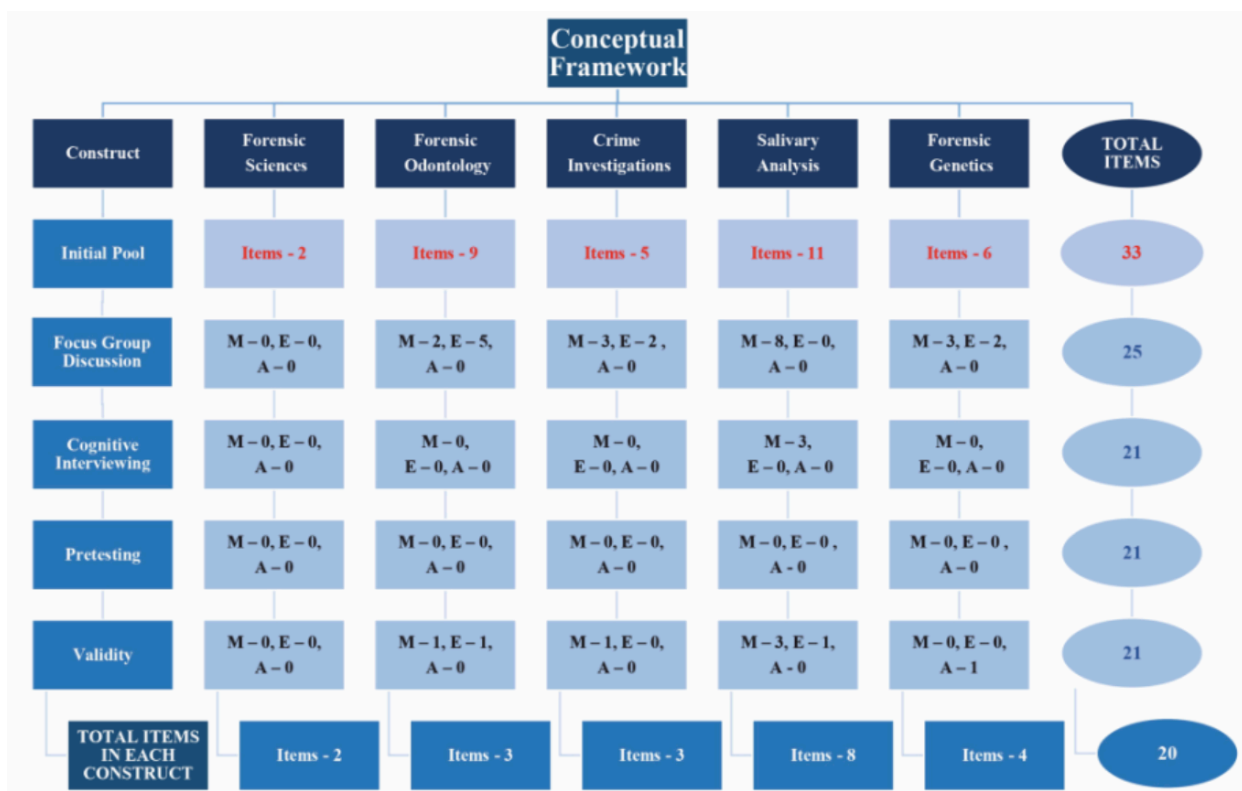 Conceptual
Framework
Construct
Forensic
Sciences
Forensic
Odontology
Crime
Investigations
Salivary
Analysis
Forensic
Genetics
TOTAL
ITEMS
Initial Pool
Items - 2
Items - 9
Items - 5
Items - 11
Items - 6
33
Focus Group
Discussion
M – 0, E – 0,
A – 0
M – 2, E – 5,
A – 0
M – 3, E – 2 ,
A – 0
M – 8, E – 0,
A – 0
M – 3, E – 2,
A – 0
25
Cognitive
Interviewing
M – 0, E – 0,
A – 0
M – 0,
E – 0, A – 0
M – 0,
E – 0, A – 0
M – 3,
E – 0, A – 0
M – 0,
E – 0, A – 0
21
Pretesting
M – 0, E – 0,
A – 0
M – 0, E – 0,
A – 0
M – 0, E – 0,
A – 0
M – 0, E – 0 ,
A - 0
M – 0, E – 0 ,
A – 0
21
Validity
M – 0, E – 0,
A – 0
M – 1, E – 1,
A – 0
M – 1, E – 0,
A – 0
M – 3, E – 1,
A - 0
M – 0, E – 0,
A – 1
21
TOTAL ITEMS
IN EACH
CONSTRUCT
Items - 2
Items - 3
Items - 3
Items - 8
Items - 4
20